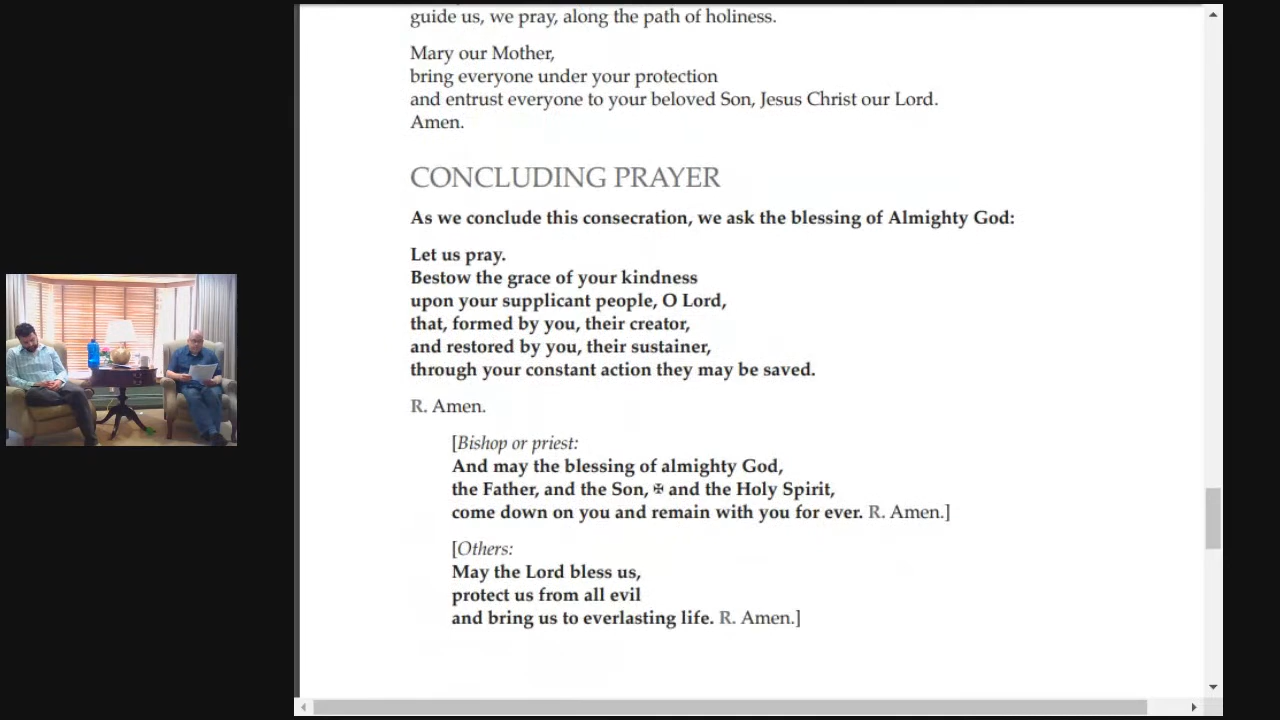 guide us, we pray, along the path of holiness.
Mary our Mother,
bring everyone under your protection
and entrust everyone to your beloved Son, Jesus Christ our Lord.
Amen.
CONCLUDING PRAYER
As we conclude this consecration, we ask the blessing of Almighty God:
Let us pray.
Bestow the grace of your kindness
upon your supplicant people, O Lord,
that, formed by you, their creator,
and restored by you, their sustainer,
through your constant action they may be saved.
R. Amen.
[Bishop or priest:
And may the blessing of almighty God,
the Father, and the Son, ✠ and the Holy Spirit,
come down on you and remain with you for ever. R. Amen.]
[Others:
May the Lord bless us,
protect us from all evil
and bring us to everlasting life. R. Amen.]